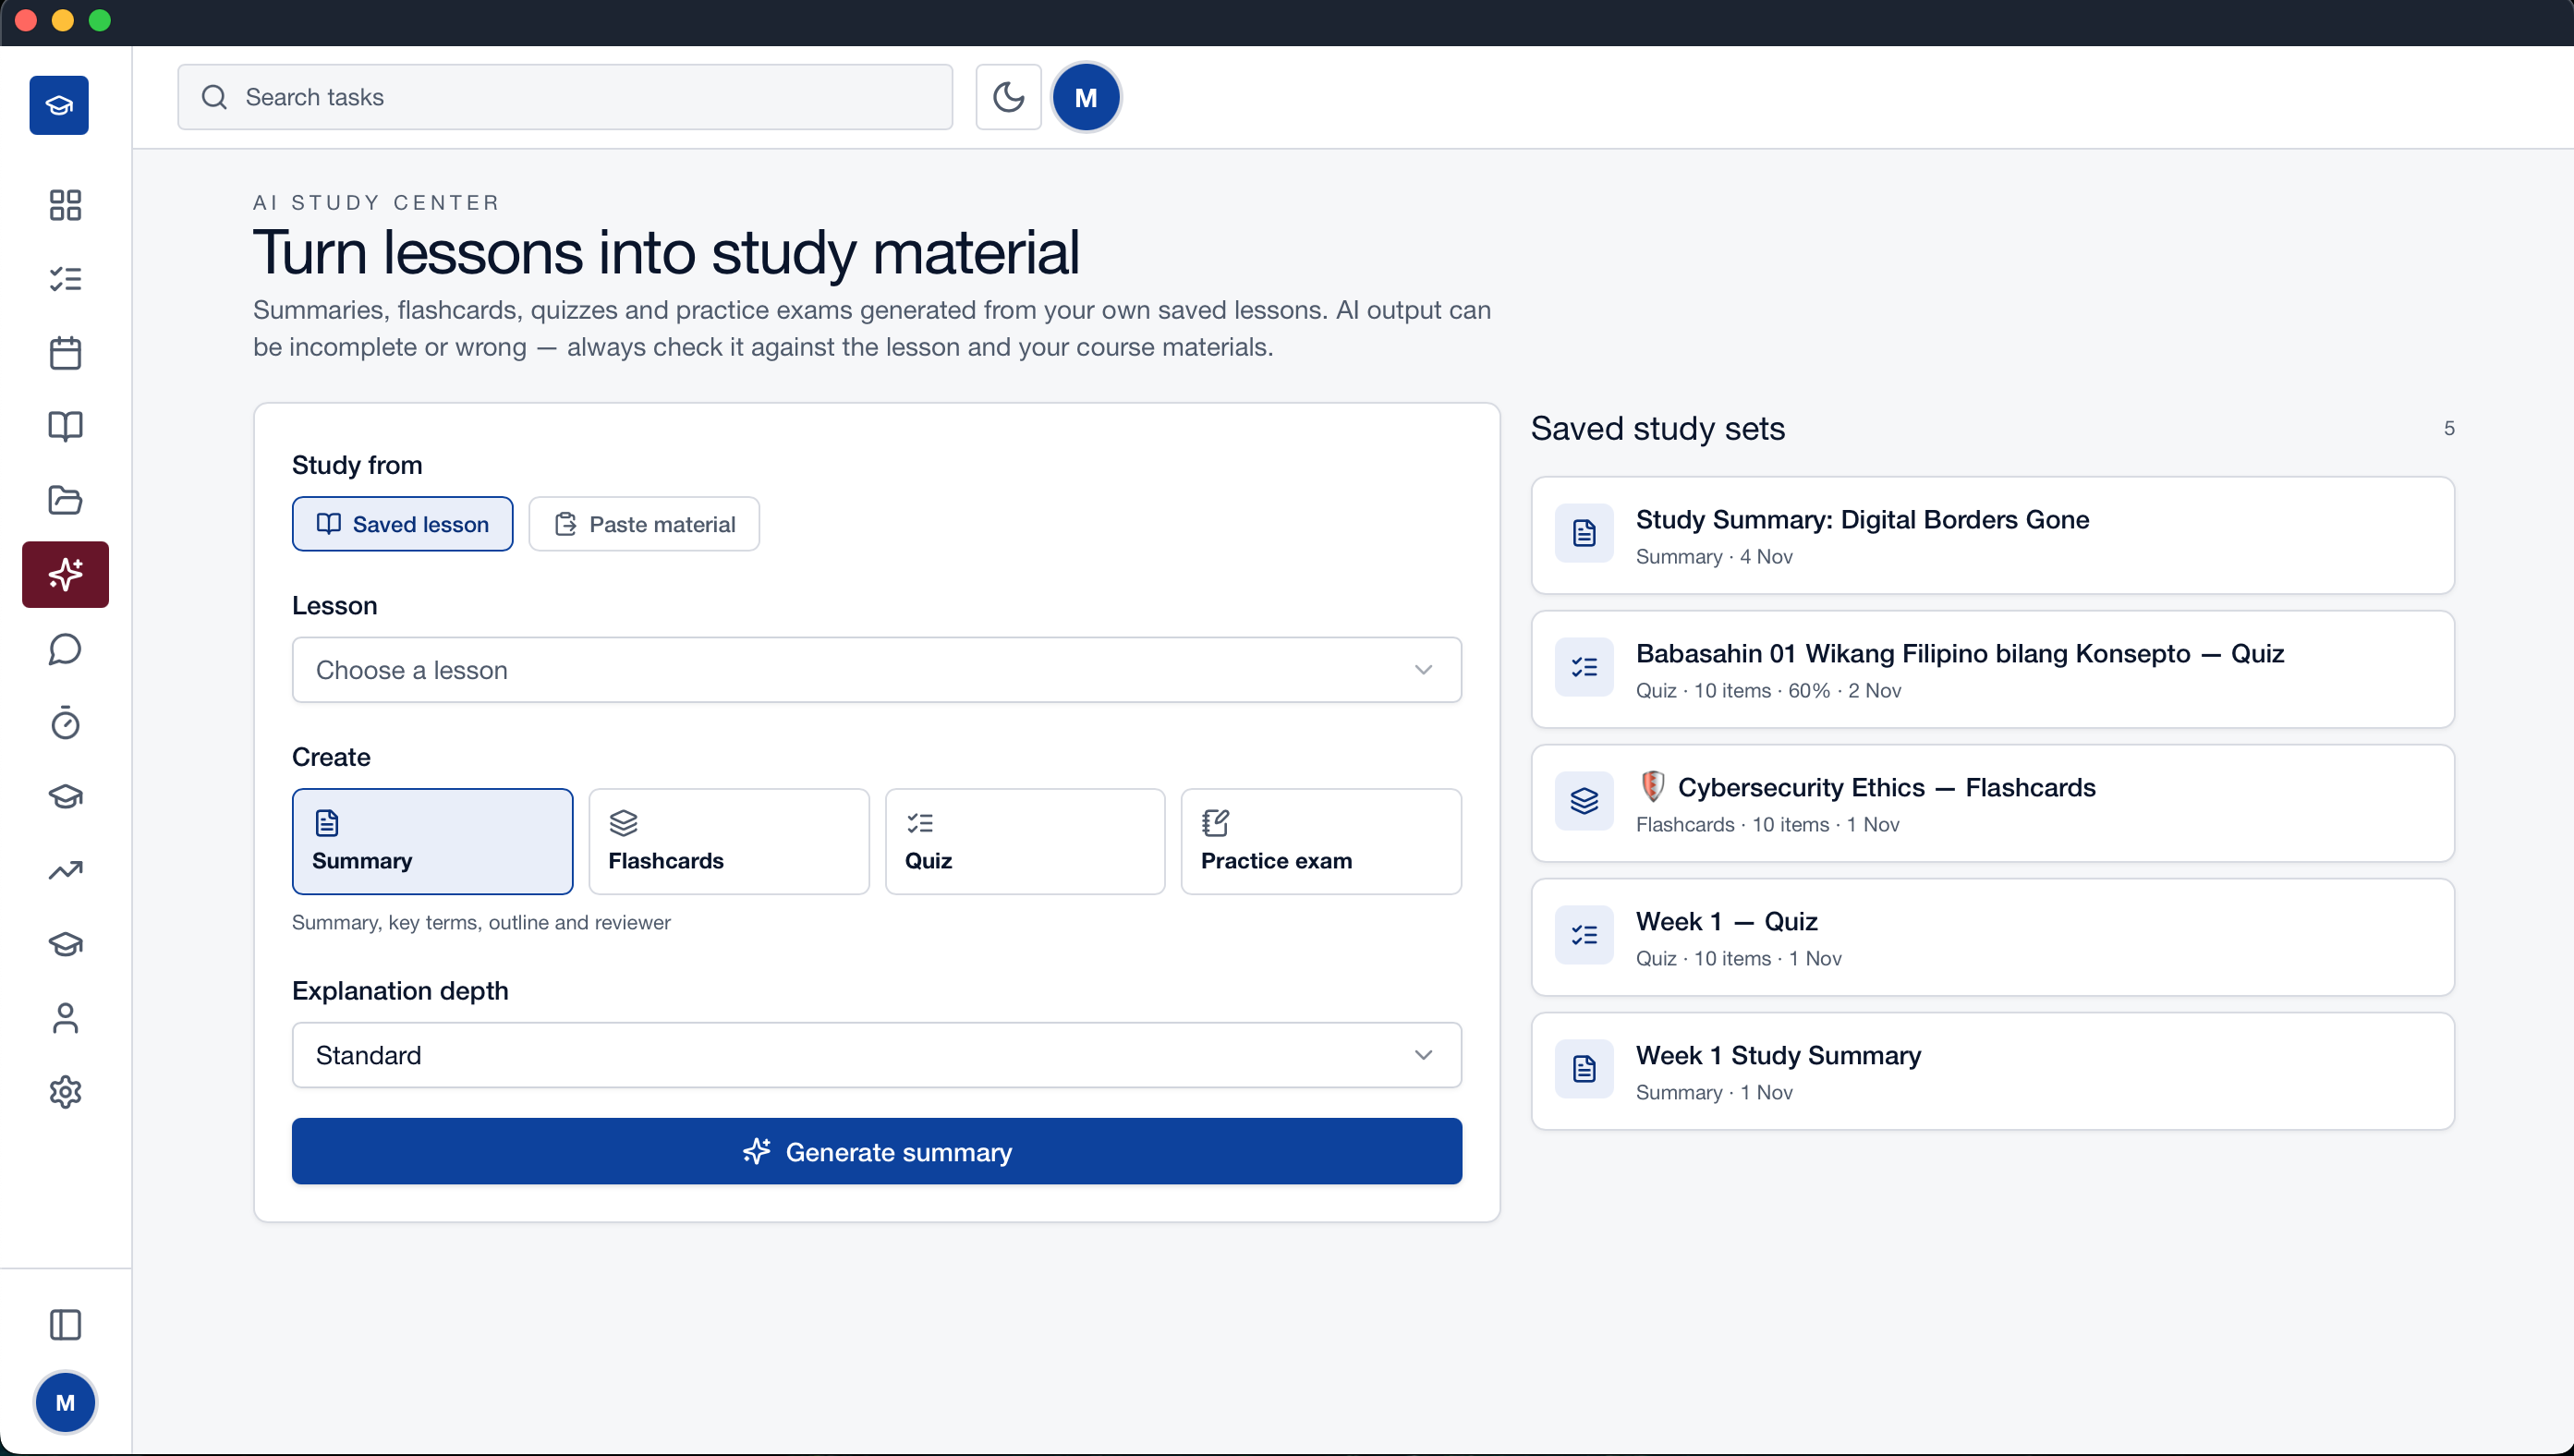 Search tasks
M
AI STUDY CENTER
Turn lessons into study material
Summaries, flashcards, quizzes and practice exams generated from your own saved lessons. AI output can
be incomplete or wrong — always check it against the lesson and your course materials.
Study from
Saved lesson
Paste material
Lesson
Choose a lesson
Create
Summary
Flashcards
Quiz
Practice exam
Summary, key terms, outline and reviewer
Explanation depth
Standard
Generate summary
Saved study sets
5
Study Summary: Digital Borders Gone
Summary · 4 Nov
Babasahin 01 Wikang Filipino bilang Konsepto — Quiz
Quiz · 10 items · 60% · 2 Nov
🛡️ Cybersecurity Ethics — Flashcards
Flashcards · 10 items · 1 Nov
Week 1 — Quiz
Quiz · 10 items · 1 Nov
Week 1 Study Summary
Summary · 1 Nov
M